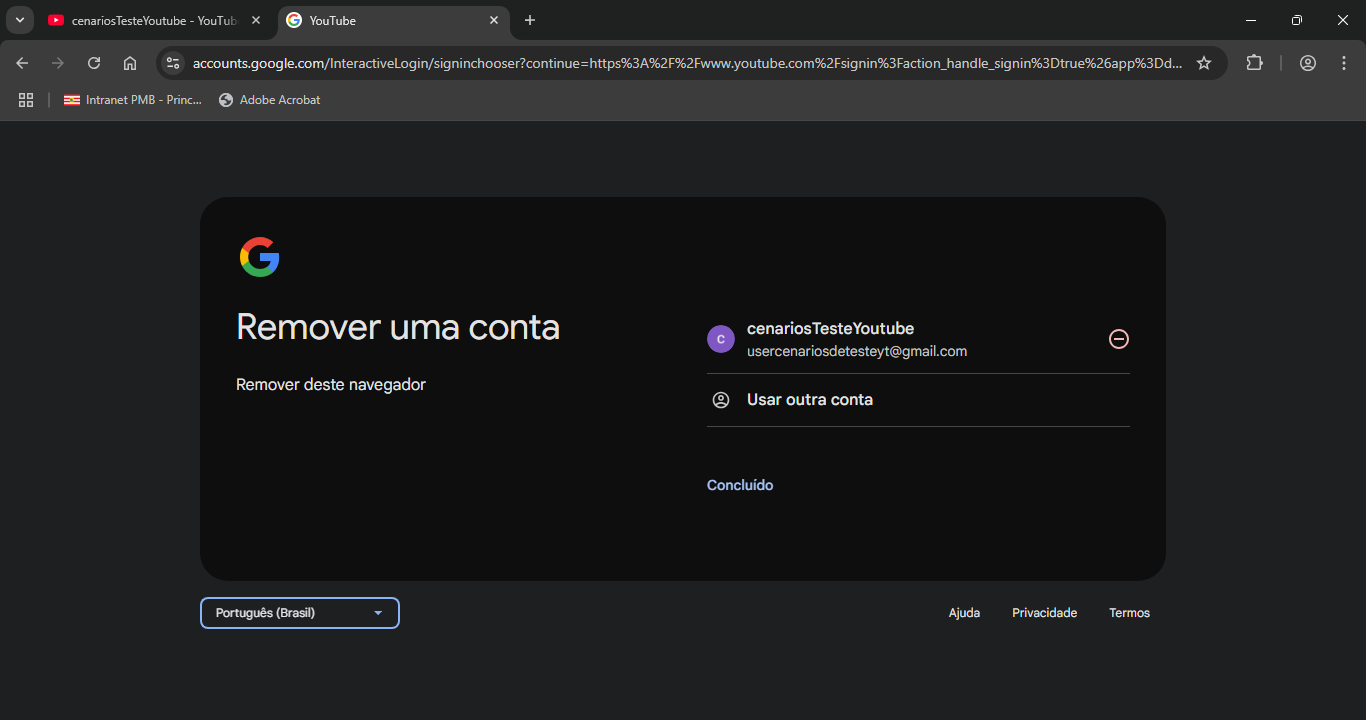 cenariosTesteYoutube - YouTub
YouTube
accounts.google.com/InteractiveLogin/signinchooser?continue=https%3A%2F%2Fwww.youtube.com%2Fsignin%3Faction_handle_signin%3Dtrue%26app%3Dd...
Intranet PMB - Princ...
Adobe Acrobat
Remover uma conta
Remover deste navegador
C
cenariosTesteYoutube
usercenariosdetesteyt@gmail.com
Usar outra conta
Concluído
Português (Brasil)
Ajuda
Privacidade
Termos